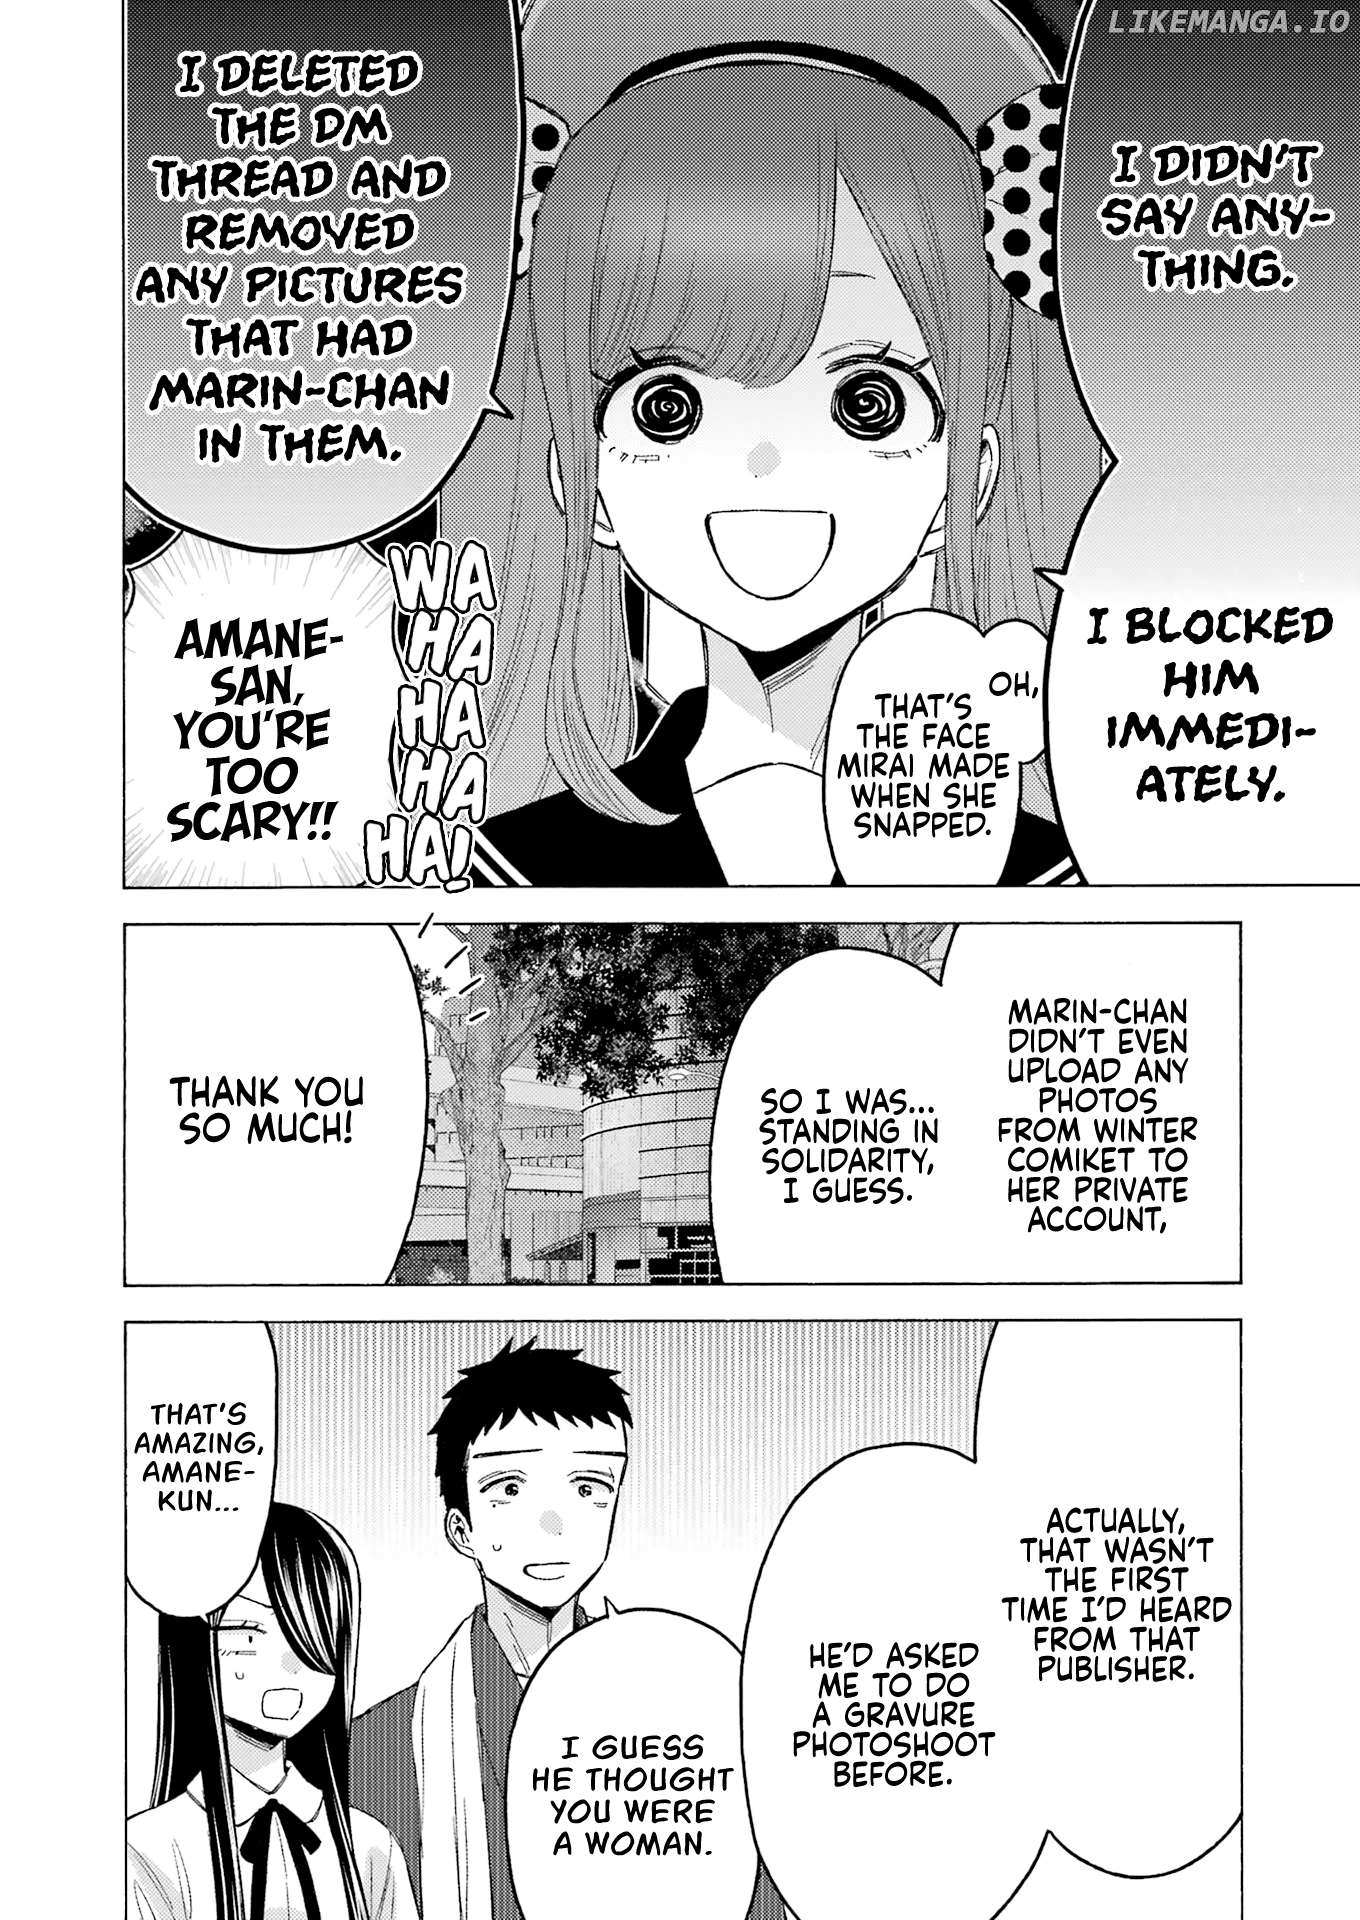 LIKEMANGA.IO
I DIDN'T
SAY ANY-
THING.
I BLOCKED
HIM
IMMEDI-
ATELY.
I DELETED
THE DM
THREAD AND
REMOVED
ANY PICTURES
THAT HAD
MARIN-CHAN
IN THEM.
OH,
THAT'S
THE FACE
MIRAI MADE
WHEN SHE
SNAPPED.
WA
HA
HA
HA
HA!
AMANE-
SAN,
YOU'RE
TOO
SCARY!!
MARIN-CHAN
DIDN'T EVEN
UPLOAD ANY
PHOTOS
FROM WINTER
COMIKET TO
HER PRIVATE
ACCOUNT,
SO I WAS...
STANDING IN
SOLIDARITY,
I GUESS.
THANK YOU
SO MUCH!
ACTUALLY,
THAT WASN'T
THE FIRST
TIME I'D HEARD
FROM THAT
PUBLISHER.
HE'D ASKED
ME TO DO
A GRAVURE
PHOTOSHOOT
BEFORE.
I GUESS
HE THOUGHT
YOU WERE
A WOMAN.
THAT'S
AMAZING,
AMANE-
KUN...